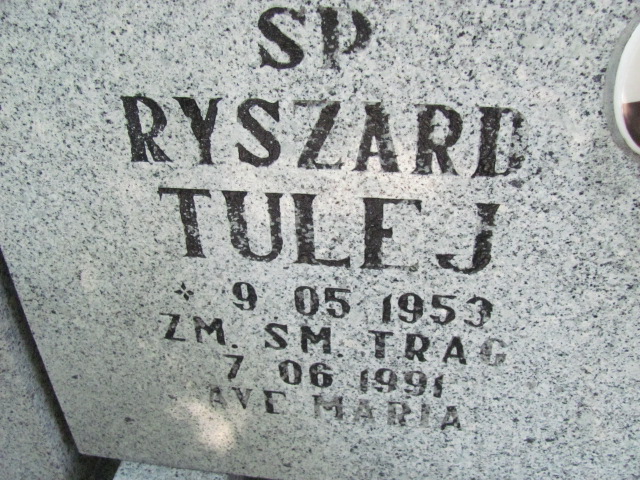 SP
RYSZARD
TULEJ
* 9 05 1953
ZM. SM. TRAG
7 06 1991
AVE MARIA